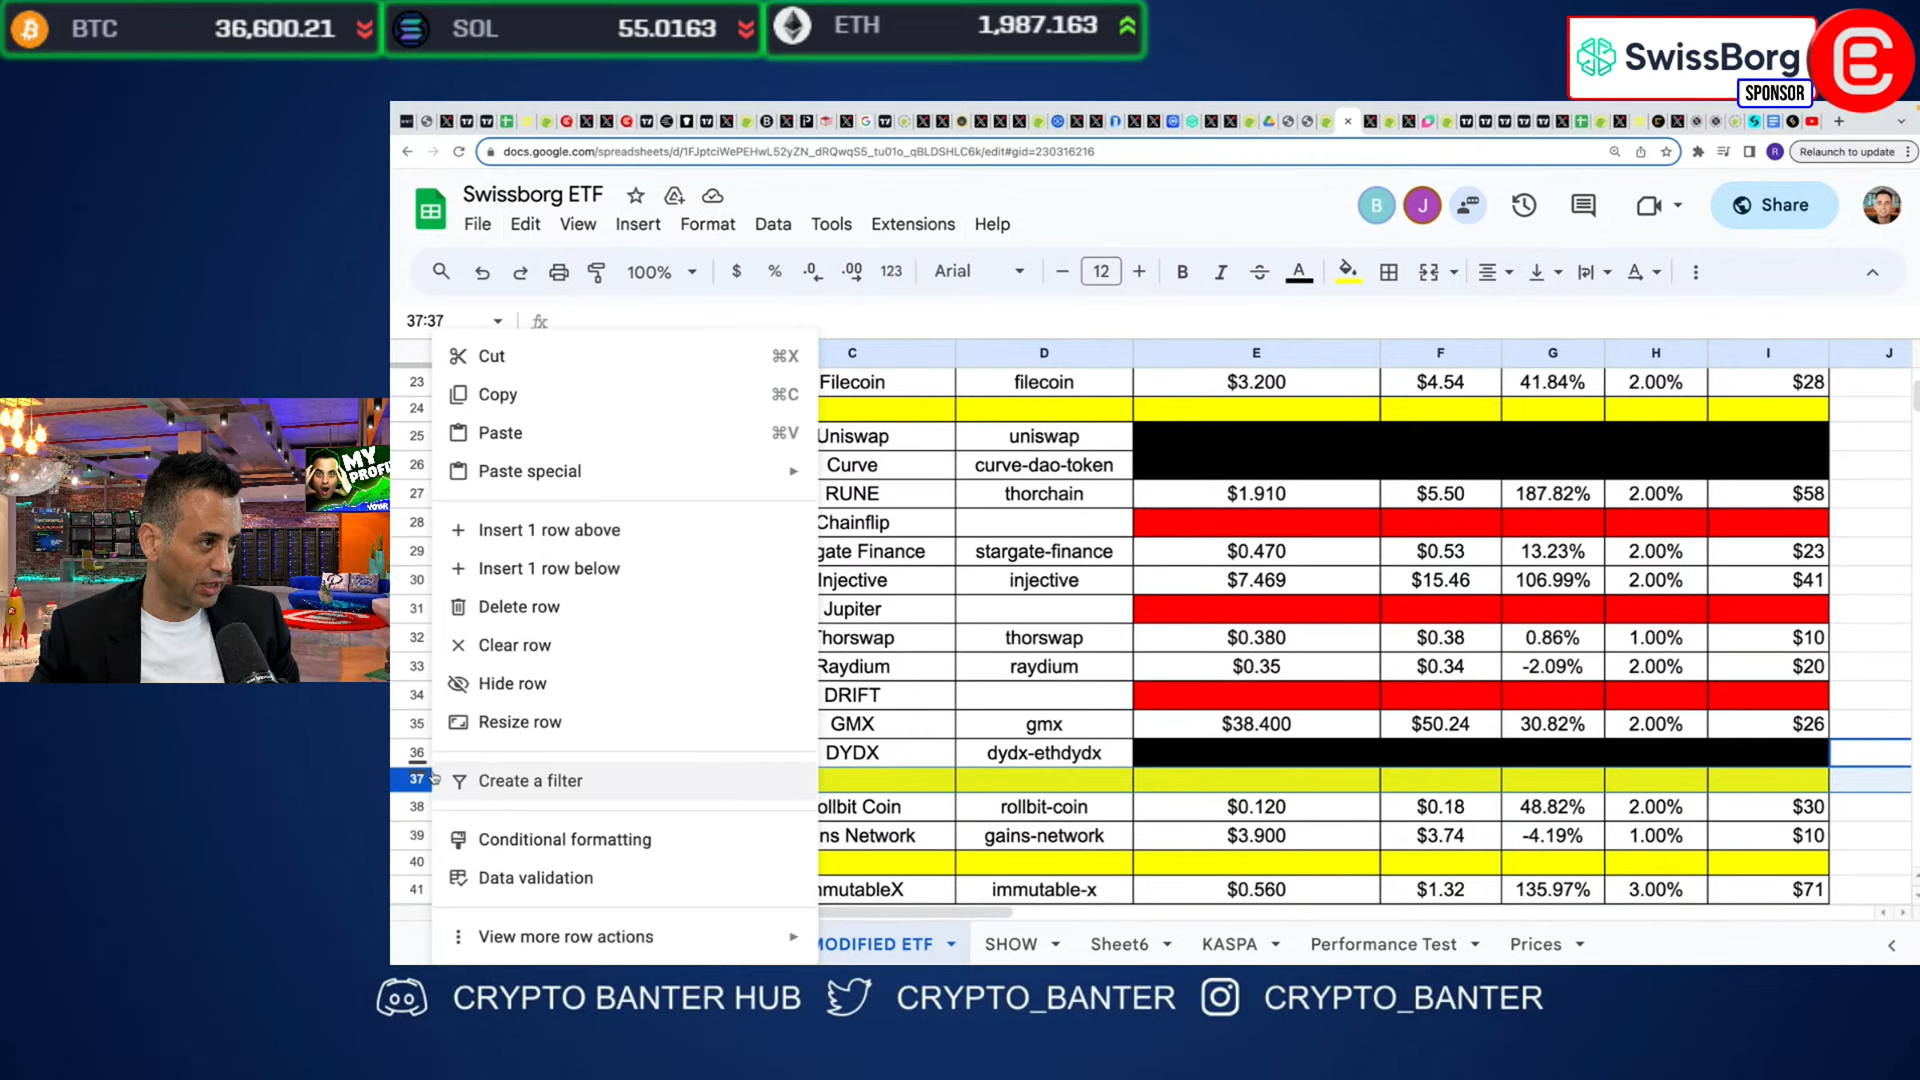 BTC 36,600.21
SOL 55.0163
ETH 1,987.163
SwissBorg
SPONSOR
docs.google.com/spreadsheets/d/1FJptciWePEHwL52yZN_dRQwqS5_tu01o_qBLDSHLC6k/edit#gid=230316216
R
Relaunch to update
Swissborg ETF
B
J
Share
File Edit View Insert Format Data Tools Extensions Help
100% $ % .0 .00 123 Arial 12 B I A A
37:37 fx
Cut ⌘X
Copy ⌘C
Paste ⌘V
Paste special
Insert 1 row above
Insert 1 row below
Delete row
Clear row
Hide row
Resize row
Create a filter
Conditional formatting
Data validation
View more row actions
C D E F G H I J
23 Filecoin filecoin $3.200 $4.54 41.84% 2.00% $28
24
25 Uniswap uniswap
26 Curve curve-dao-token
27 RUNE thorchain $1.910 $5.50 187.82% 2.00% $58
28 Chainflip
29 gate Finance stargate-finance $0.470 $0.53 13.23% 2.00% $23
30 Injective injective $7.469 $15.46 106.99% 2.00% $41
31 Jupiter
32 Thorswap thorswap $0.380 $0.38 0.86% 1.00% $10
33 Raydium raydium $0.35 $0.34 -2.09% 2.00% $20
34 DRIFT
35 GMX gmx $38.400 $50.24 30.82% 2.00% $26
36 DYDX dydx-ethdydx
37
38 ollbit Coin rollbit-coin $0.120 $0.18 48.82% 2.00% $30
39 ns Network gains-network $3.900 $3.74 -4.19% 1.00% $10
40
41 mmutableX immutable-x $0.560 $1.32 135.97% 3.00% $71
MODIFIED ETF SHOW Sheet6 KASPA Performance Test Prices
MY
PROFI
YOUR
CRYPTO BANTER HUB CRYPTO_BANTER CRYPTO_BANTER